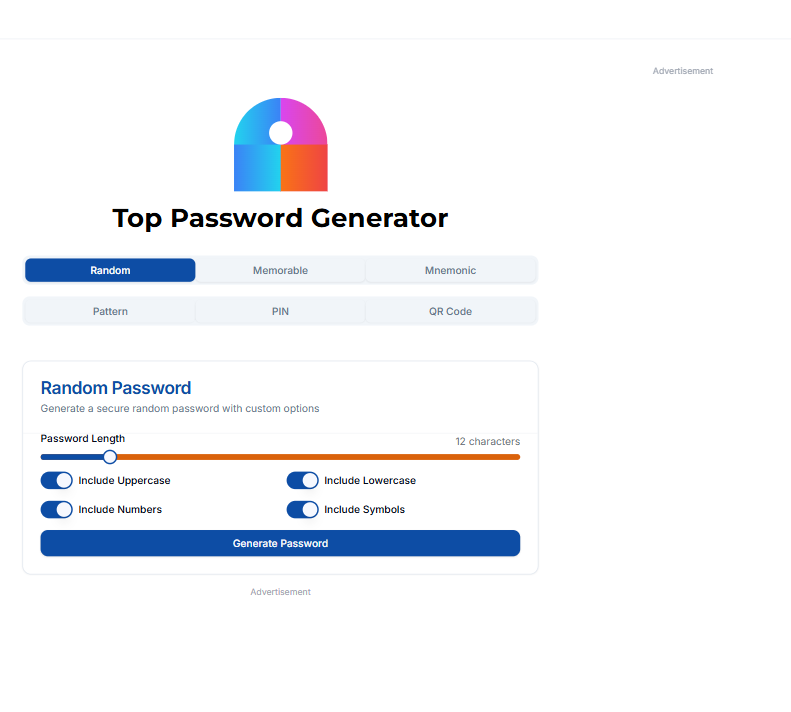 Advertisement
Top Password Generator
Random Memorable Mnemonic
Pattern PIN QR Code
Random Password
Generate a secure random password with custom options
Password Length 12 characters
Include Uppercase Include Lowercase
Include Numbers Include Symbols
Generate Password
Advertisement